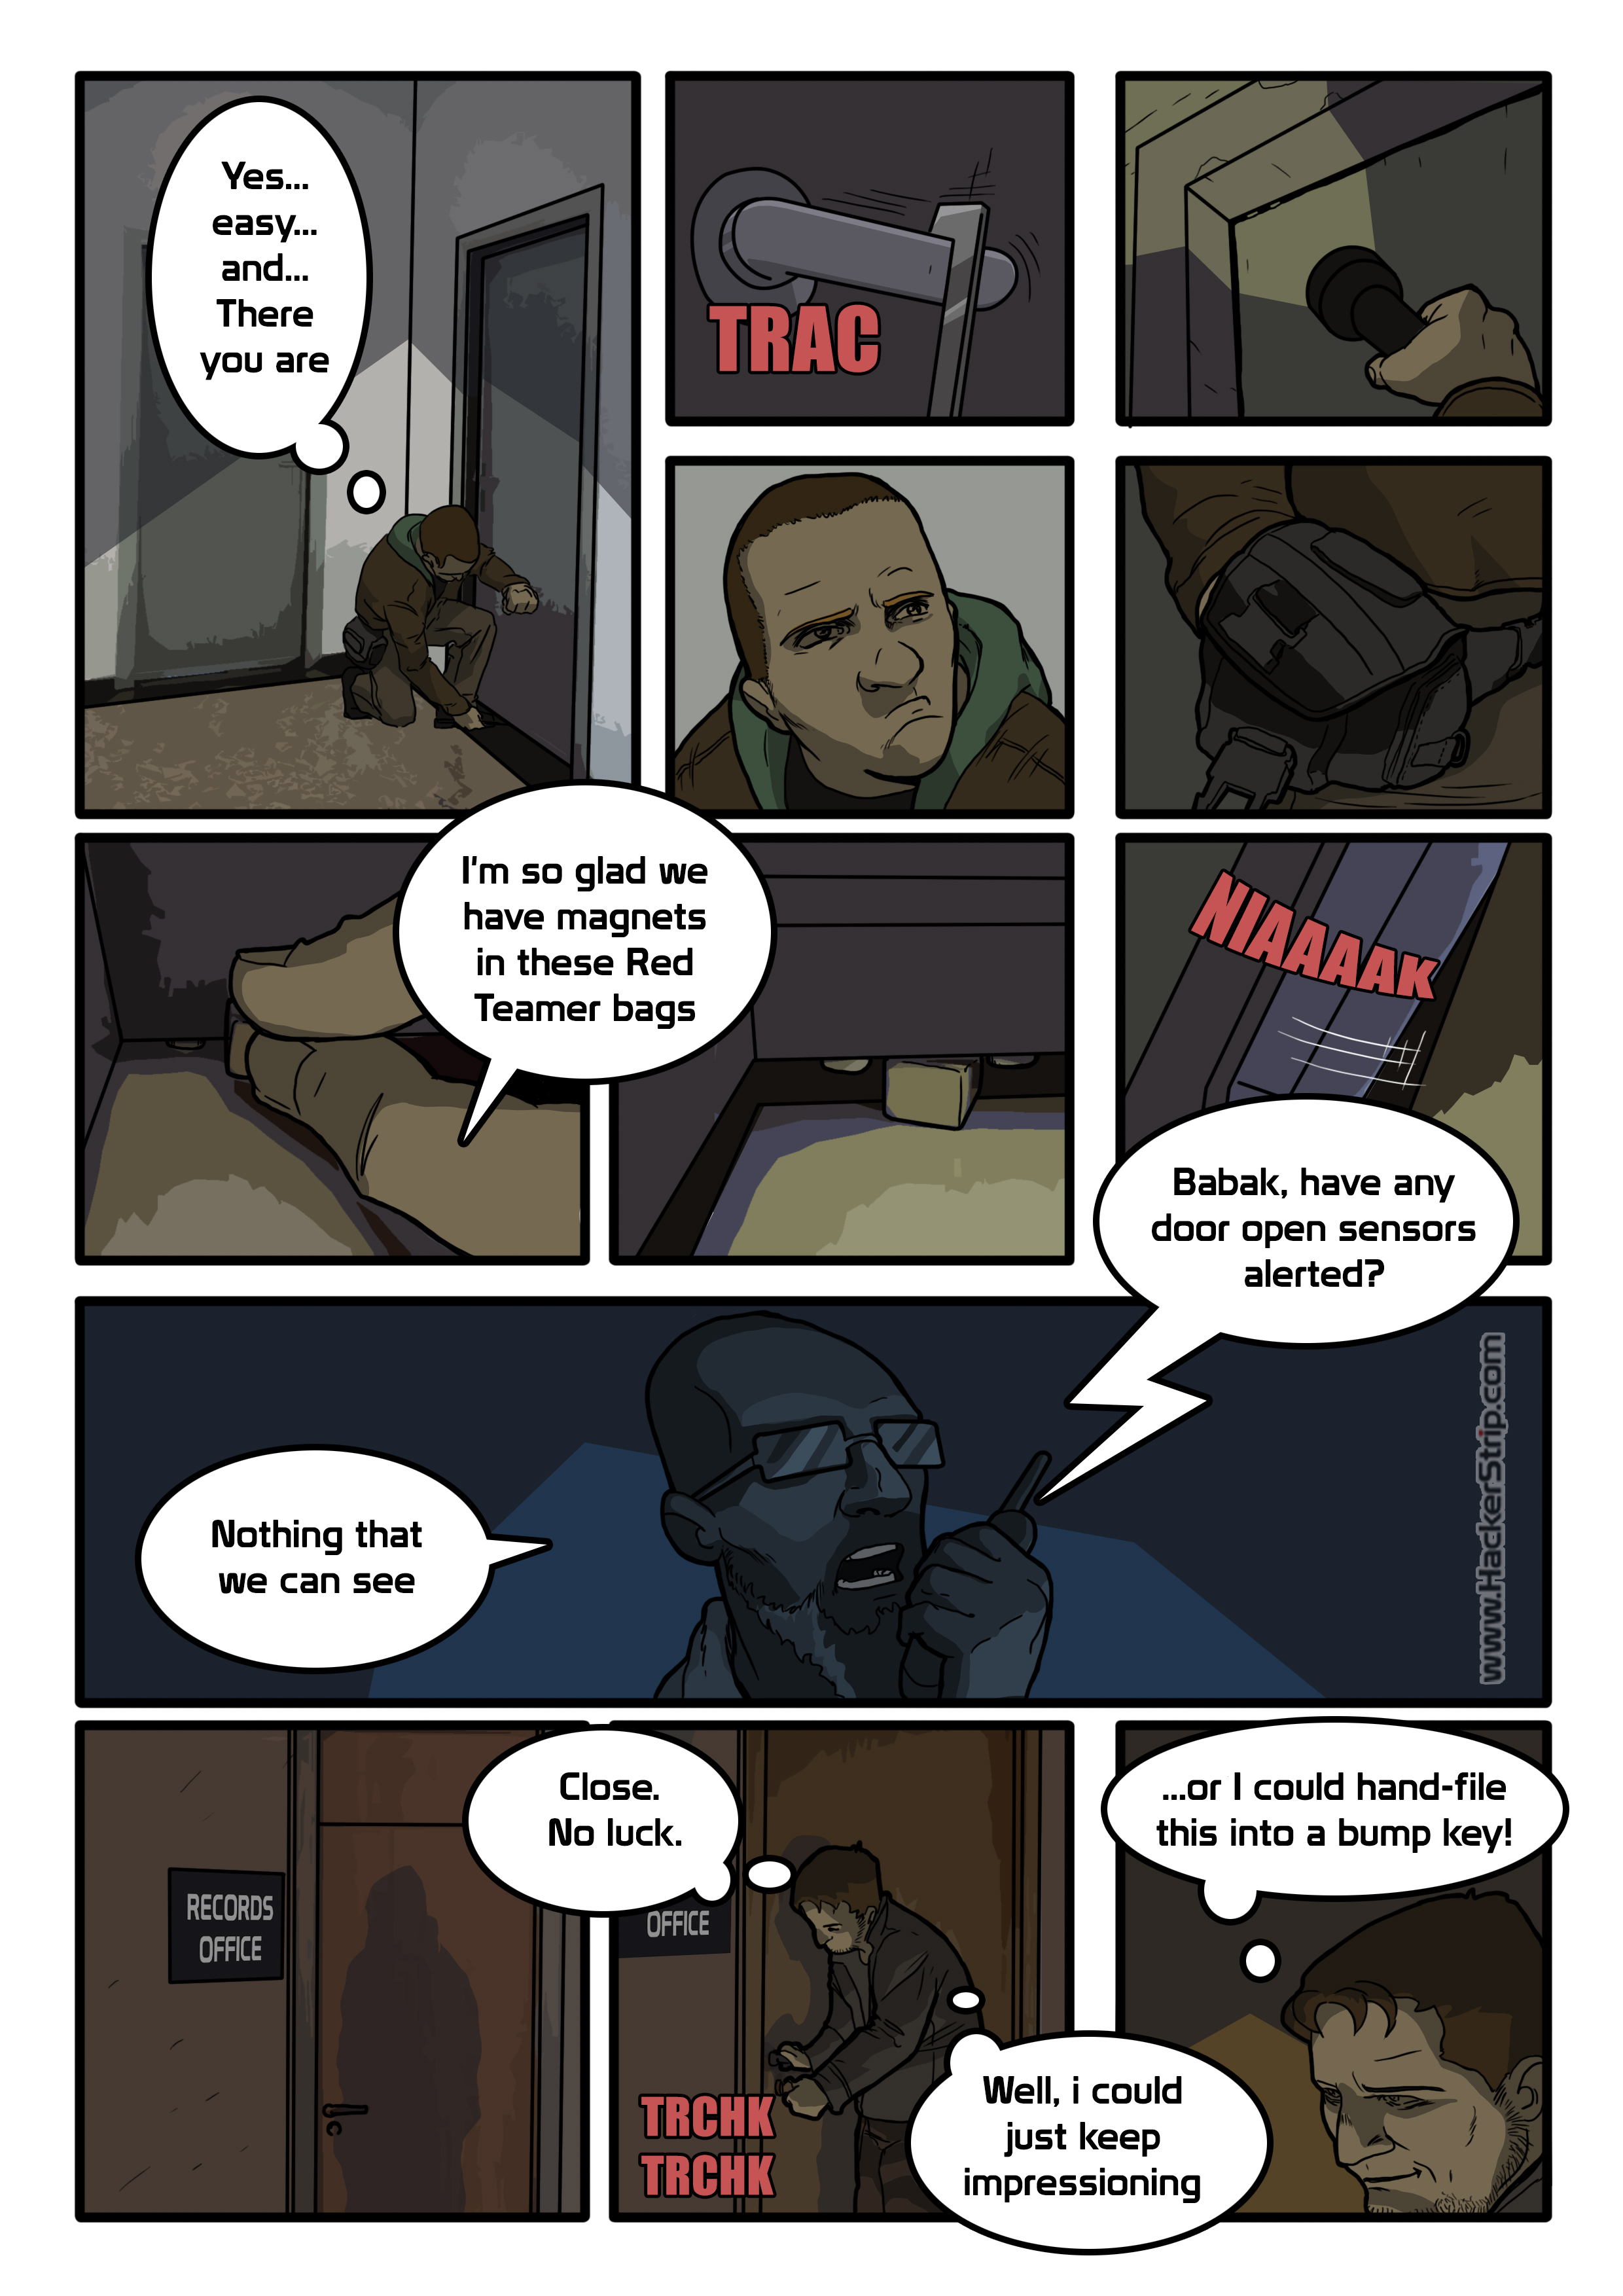 Yes...
easy...
and...
There
you are
TRAC
I'm so glad we
have magnets
in these Red
Teamer bags
NIAAAAK
Babak, have any
door open sensors
alerted?
Nothing that
we can see
www.HackerStrip.com
RECORDS
OFFICE
Close.
No luck.
OFFICE
TRCHK
TRCHK
Well, i could
just keep
impressioning
...or I could hand-file
this into a bump key!